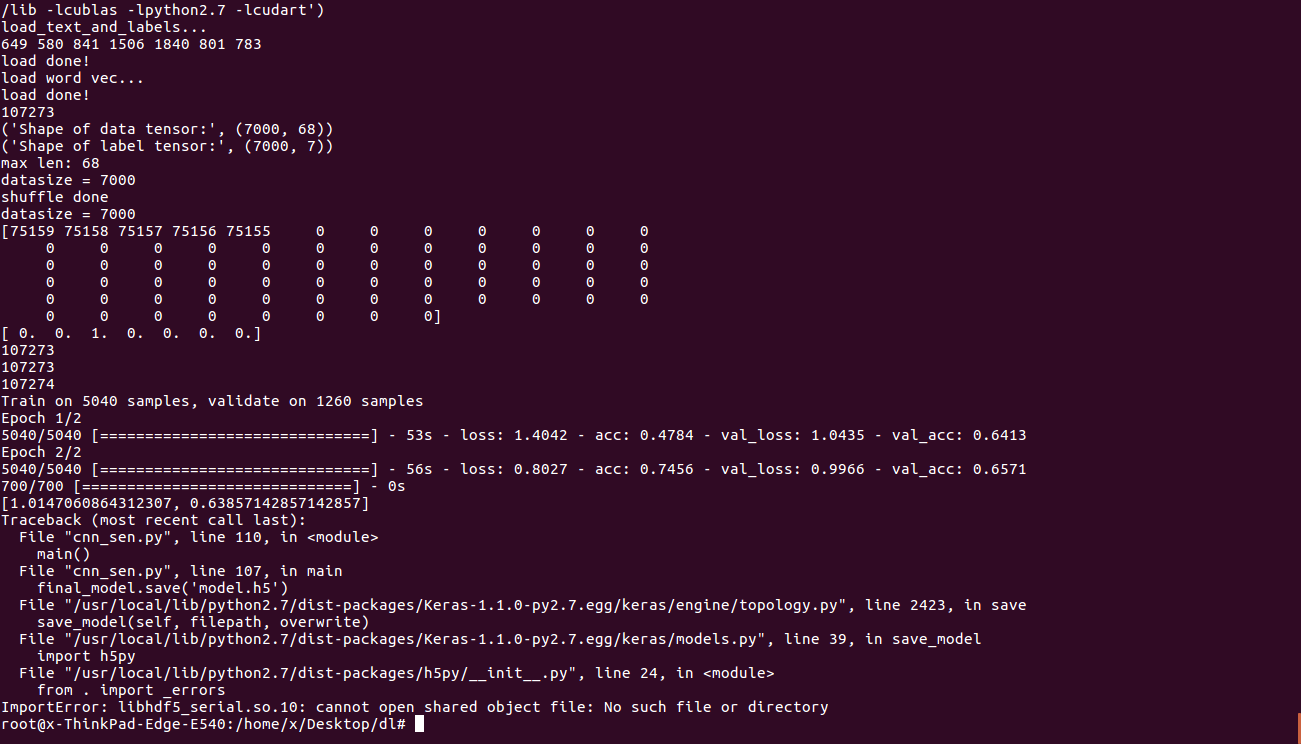 /lib -lcublas -lpython2.7 -lcudart')
load_text_and_labels...
649 580 841 1506 1840 801 783
load done!
load word vec...
load done!
107273
('Shape of data tensor:', (7000, 68))
('Shape of label tensor:', (7000, 7))
max len: 68
datasize = 7000
shuffle done
datasize = 7000
[75159 75158 75157 75156 75155     0     0     0     0     0     0     0
     0     0     0     0     0     0     0     0     0     0     0     0
     0     0     0     0     0     0     0     0     0     0     0     0
     0     0     0     0     0     0     0     0     0     0     0     0
     0     0     0     0     0     0     0     0     0     0     0     0
     0     0     0     0     0     0     0     0]
[ 0.  0.  1.  0.  0.  0.  0.]
107273
107273
107274
Train on 5040 samples, validate on 1260 samples
Epoch 1/2
5040/5040 [==============================] - 53s - loss: 1.4042 - acc: 0.4784 - val_loss: 1.0435 - val_acc: 0.6413
Epoch 2/2
5040/5040 [==============================] - 56s - loss: 0.8027 - acc: 0.7456 - val_loss: 0.9966 - val_acc: 0.6571
700/700 [==============================] - 0s
[1.0147060864312307, 0.63857142857142857]
Traceback (most recent call last):
  File "cnn_sen.py", line 110, in <module>
    main()
  File "cnn_sen.py", line 107, in main
    final_model.save('model.h5')
  File "/usr/local/lib/python2.7/dist-packages/Keras-1.1.0-py2.7.egg/keras/engine/topology.py", line 2423, in save
    save_model(self, filepath, overwrite)
  File "/usr/local/lib/python2.7/dist-packages/Keras-1.1.0-py2.7.egg/keras/models.py", line 39, in save_model
    import h5py
  File "/usr/local/lib/python2.7/dist-packages/h5py/__init__.py", line 24, in <module>
    from . import _errors
ImportError: libhdf5_serial.so.10: cannot open shared object file: No such file or directory
root@x-ThinkPad-Edge-E540:/home/x/Desktop/dl#